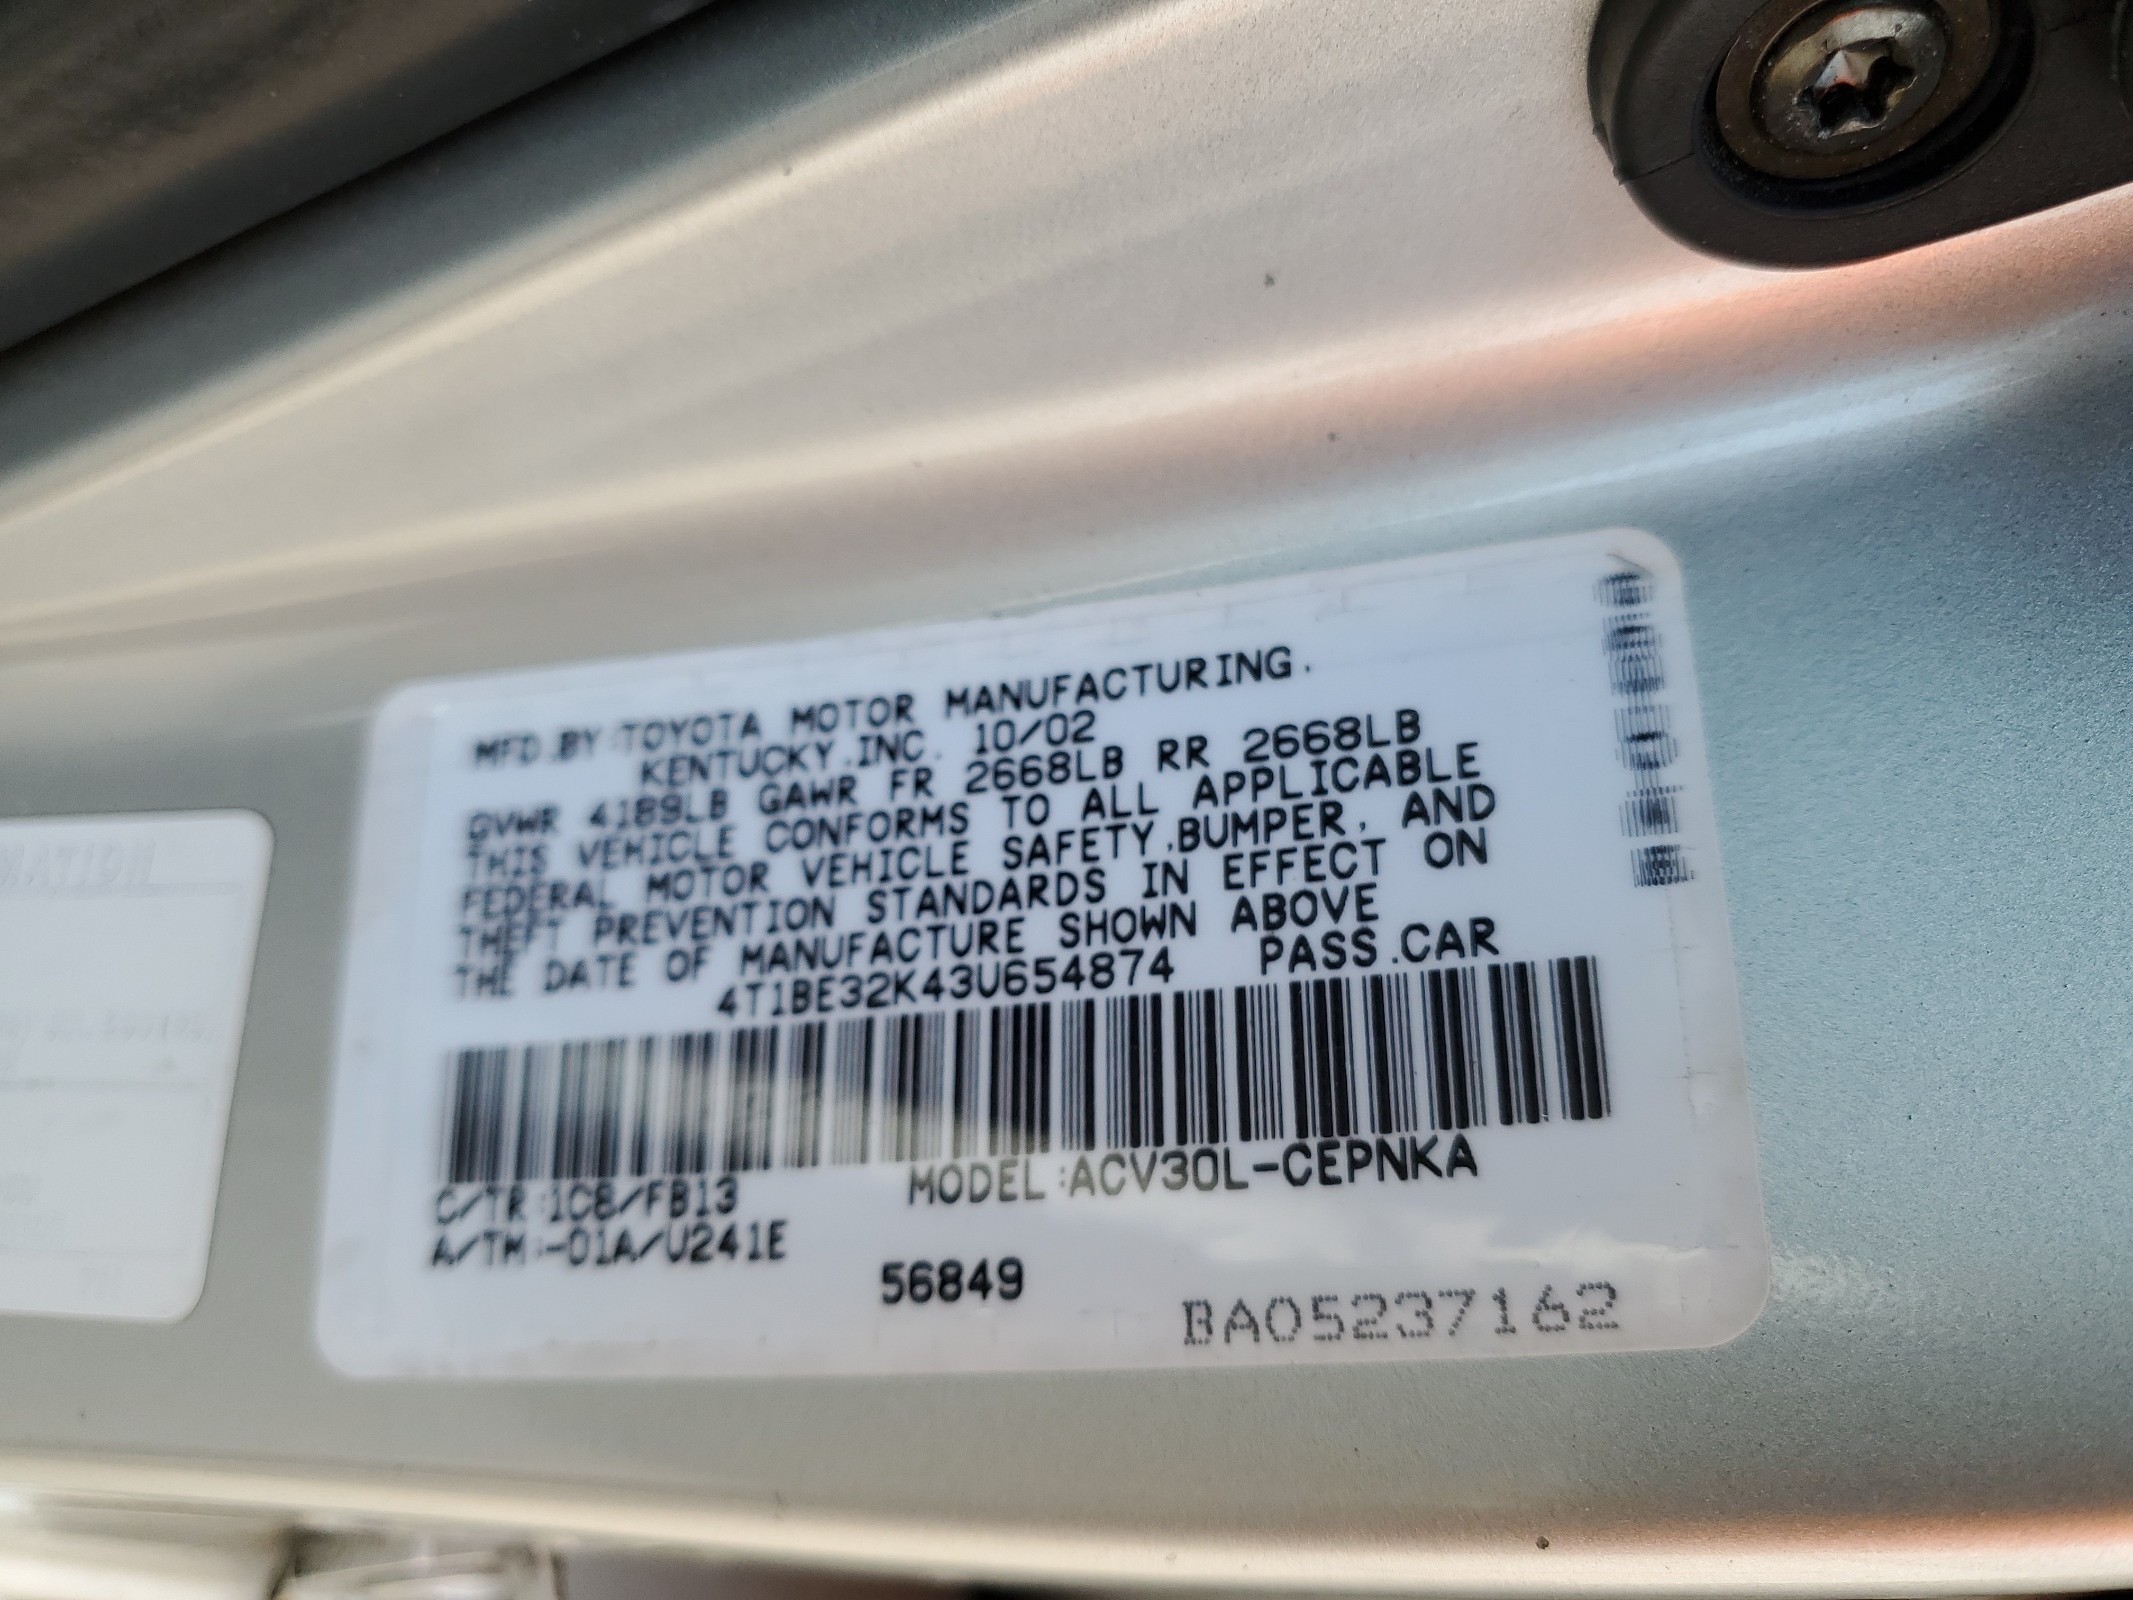 MFD.BY:TOYOTA MOTOR MANUFACTURING.
KENTUCKY.INC. 10/02
GVWR 4189LB GAWR FR 2668LB RR 2668LB
THIS VEHICLE CONFORMS TO ALL APPLICABLE
FEDERAL MOTOR VEHICLE SAFETY,BUMPER, AND
THEFT PREVENTION STANDARDS IN EFFECT ON
THE DATE OF MANUFACTURE SHOWN ABOVE
4T1BE32K43U654874 PASS.CAR
C/TR:1C8/FB13 MODEL:ACV30L-CEPNKA
A/TM:-01A/U241E
56849
BA05237162